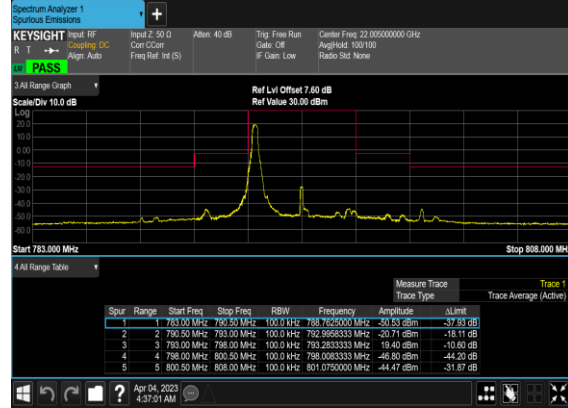 Spectrum Analyzer 1
Spurious Emissions
+
KEYSIGHT Input: RF Input Z: 50 Ω Atten: 40 dB Trig: Free Run Center Freq: 22.005000000 GHz
R T Coupling: DC Corr CCorr Gate: Off Avg|Hold: 100/100
Align: Auto Freq Ref: Int (S) IF Gain: Low Radio Std: None
PASS
3 All Range Graph
Ref Lvl Offset 7.60 dB
Scale/Div 10.0 dB Ref Value 30.00 dBm
Log
20.0
10.0
0.00
-10.0
-20.0
-30.0
-40.0
-50.0
-60.0
Start 783.000 MHz Stop 808.000 MH
4 All Range Table
Measure Trace Trace 1
Trace Type Trace Average (Active)
Spur Range Start Freq Stop Freq RBW Frequency Amplitude ΔLimit
1 1 783.00 MHz 790.50 MHz 100.0 kHz 788.7625000 MHz -50.53 dBm -37.93 dB
2 2 790.50 MHz 793.00 MHz 100.0 kHz 792.9958333 MHz -20.71 dBm -18.11 dB
3 3 793.00 MHz 798.00 MHz 100.0 kHz 793.2833333 MHz 19.40 dBm -10.60 dB
4 4 798.00 MHz 800.50 MHz 100.0 kHz 798.0083333 MHz -46.80 dBm -44.20 dB
5 5 800.50 MHz 808.00 MHz 100.0 kHz 801.0750000 MHz -44.47 dBm -31.87 dB
? Apr 04, 2023
4:37:01 AM